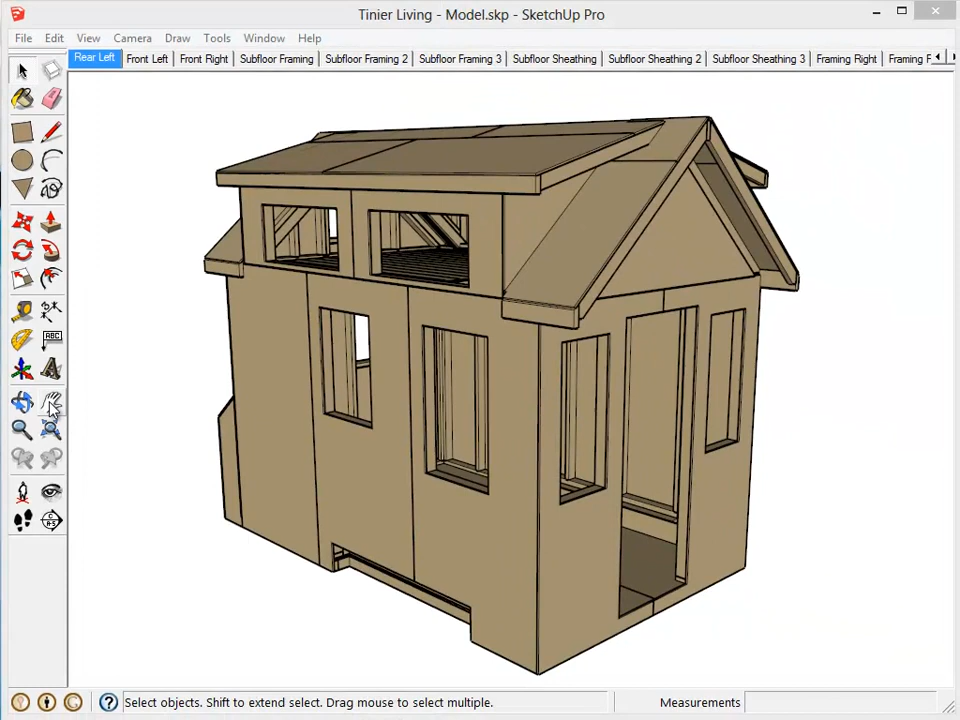 Tinier Living - Model.skp - SketchUp Pro
File Edit View Camera Draw Tools Window Help
Rear Left Front Left Front Right Subfloor Framing Subfloor Framing 2 Subfloor Framing 3 Subfloor Sheathing Subfloor Sheathing 2 Subfloor Sheathing 3 Framing Right Framing F
ABC
A
C
A-S
Select objects. Shift to extend select. Drag mouse to select multiple. Measurements